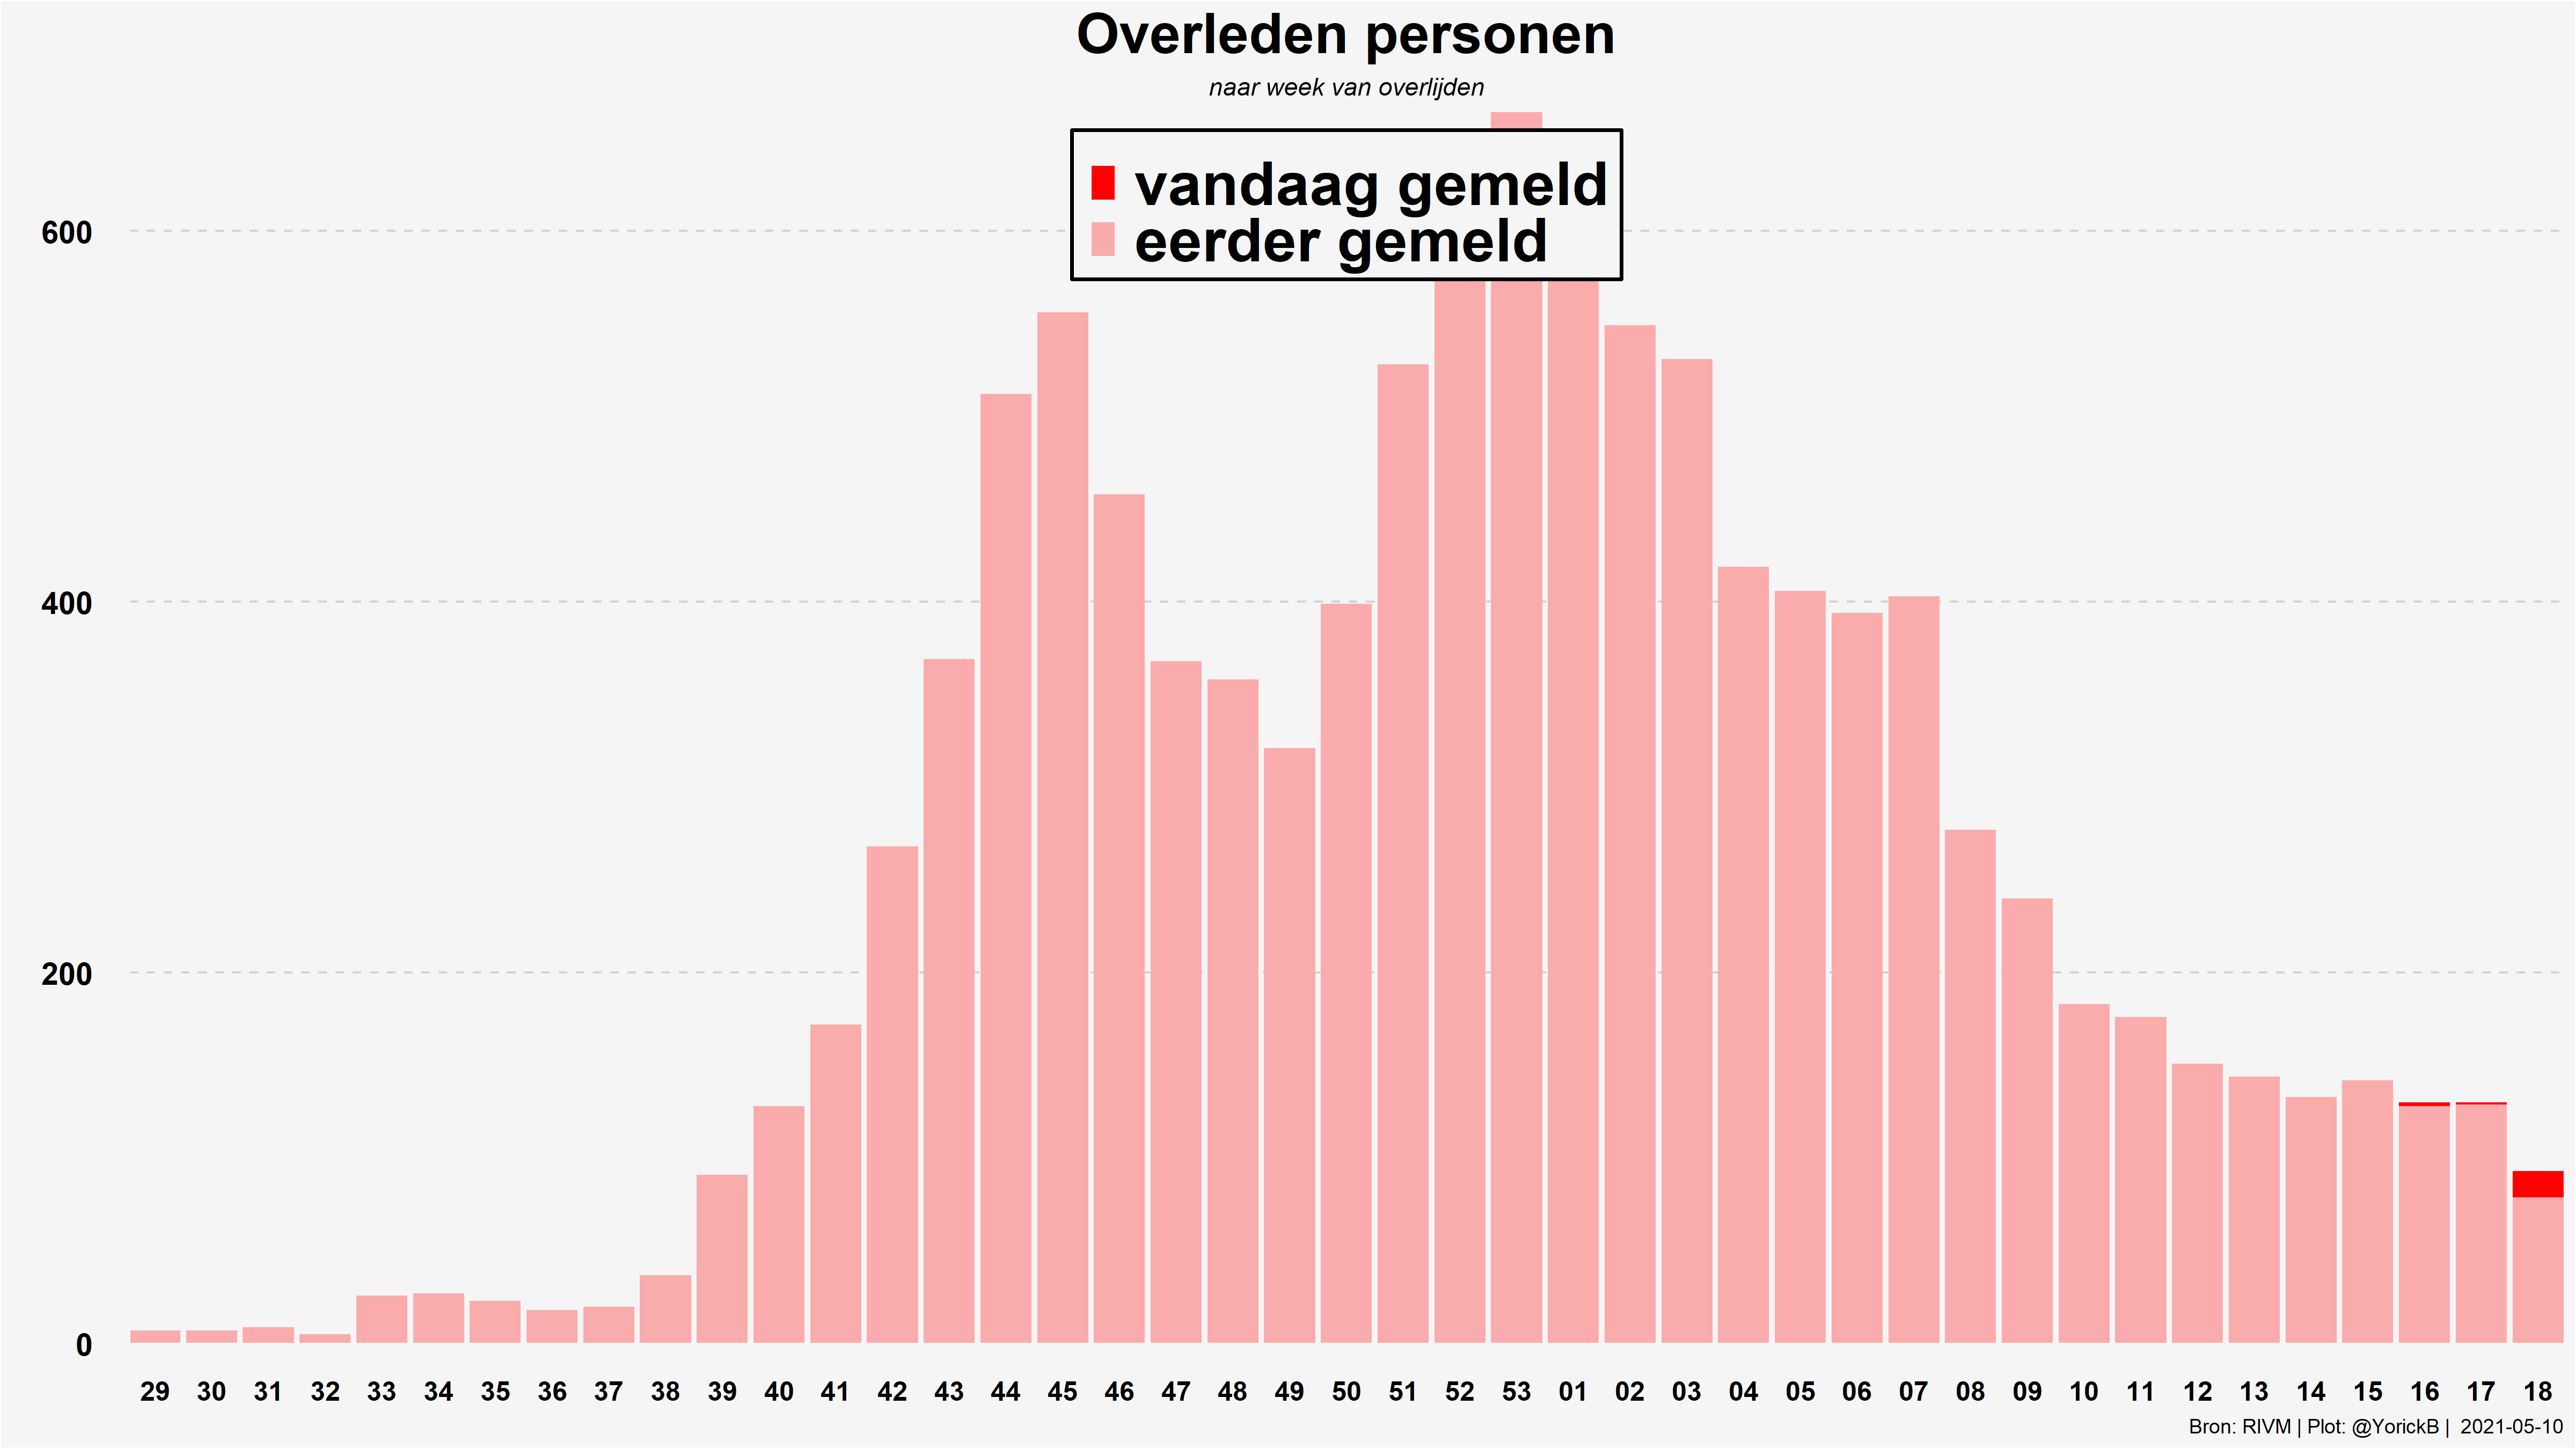 Overleden personen
naar week van overlijden
vandaag gemeld
eerder gemeld
600
400
200
0
29 30 31 32 33 34 35 36 37 38 39 40 41 42 43 44 45 46 47 48 49 50 51 52 53 01 02 03 04 05 06 07 08 09 10 11 12 13 14 15 16 17 18
Bron: RIVM | Plot: @YorickB | 2021-05-10